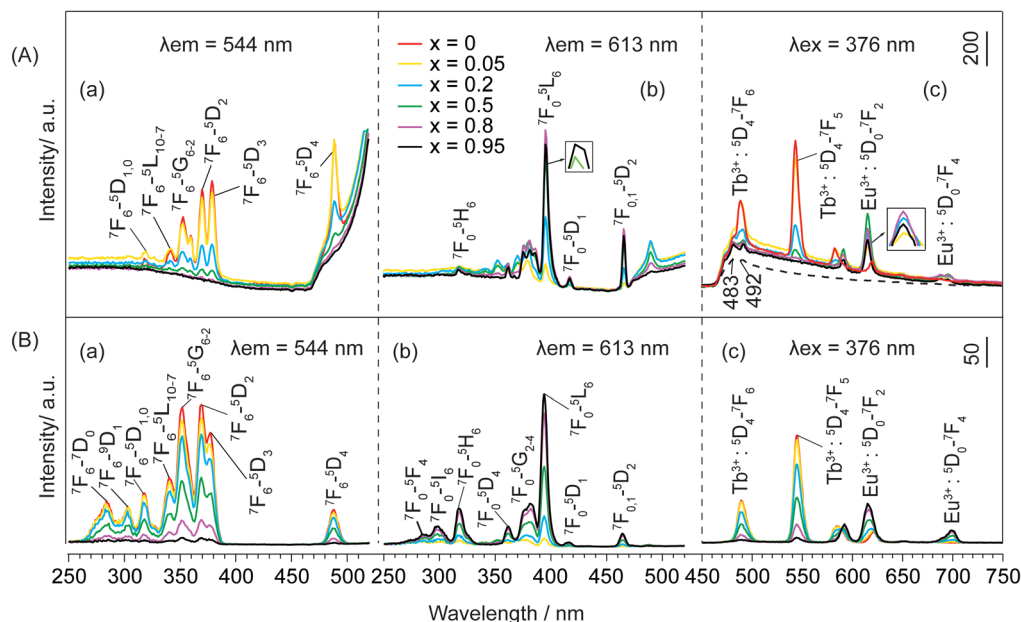 (A)
λem = 544 nm
(a)
⁷F₆-⁵D₁,₀
⁷F₆-⁵L₁₀₋₇
⁷F₆-⁵G₆₋₂
⁷F₆-⁵D₂
⁷F₆-⁵D₃
⁷F₆-⁵D₄
x = 0
x = 0.05
x = 0.2
x = 0.5
x = 0.8
x = 0.95
λem = 613 nm
(b)
⁷F₀-⁵H₆
⁷F₀-⁵L₆
⁷F₀-⁵D₁
⁷F₀,₁-⁵D₂
λex = 376 nm
200
(c)
Tb³⁺: ⁵D₄-⁷F₆
Tb³⁺: ⁵D₄-⁷F₅
Eu³⁺: ⁵D₀-⁷F₂
Eu³⁺: ⁵D₀-⁷F₄
483
492
Intensity/ a.u.
(B)
(a)
λem = 544 nm
⁷F₆-⁷D₀
⁷F₆-⁹D₁
⁷F₆-⁵D₁,₀
⁷F₆-⁵L₁₀₋₇
⁷F₆-⁵G₆₋₂
⁷F₆-⁵D₂
⁷F₆-⁵D₃
⁷F₆-⁵D₄
(b)
λem = 613 nm
⁷F₀-⁵F₄
⁷F₀-⁵I₆
⁷F₀-⁵H₆
⁷F₀-⁵D₄
⁷F₀-⁵G₂₋₄
⁷F₀-⁵L₆
⁷F₀-⁵D₁
⁷F₀,₁-⁵D₂
(c)
λex = 376 nm
50
Tb³⁺: ⁵D₄-⁷F₆
Tb³⁺: ⁵D₄-⁷F₅
Eu³⁺: ⁵D₀-⁷F₂
Eu³⁺: ⁵D₀-⁷F₄
Intensity/ a.u.
250 300 350 400 450 500 250 300 350 400 450 500 450 500 550 600 650 700 750
Wavelength / nm